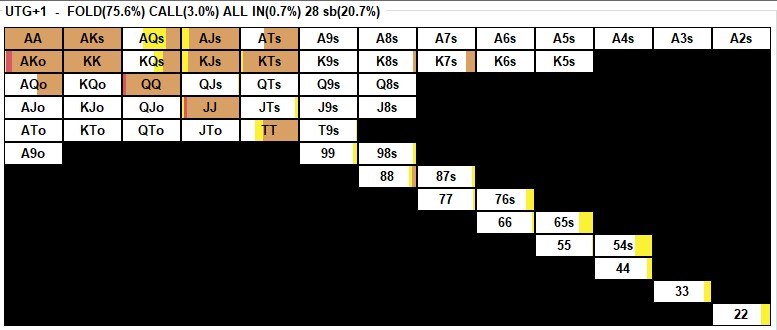 UTG+1 - FOLD(75.6%) CALL(3.0%) ALL IN(0.7%) 28 sb(20.7%)
AA AKs AQs AJs ATs A9s A8s A7s A6s A5s A4s A3s A2s
AKo KK KQs KJs KTs K9s K8s K7s K6s K5s
AQo KQo QQ QJs QTs Q9s Q8s
AJo KJo QJo JJ JTs J9s J8s
ATo KTo QTo JTo TT T9s
A9o 99 98s
88 87s
77 76s
66 65s
55 54s
44
33
22